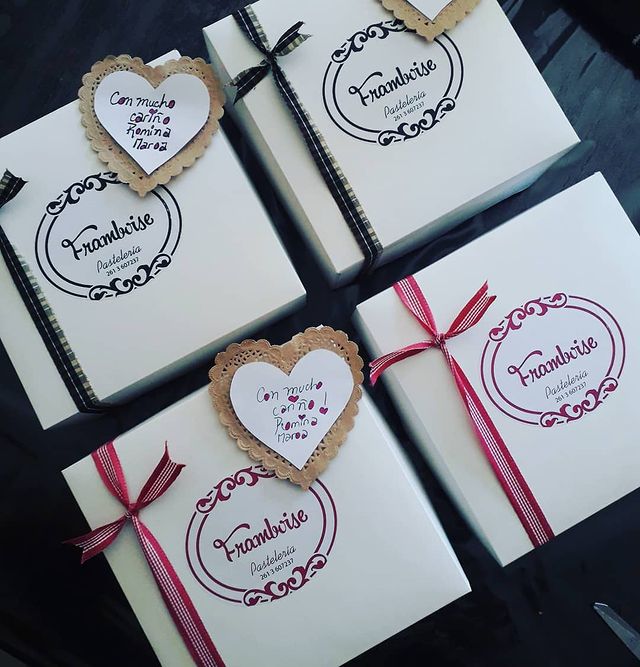 Con mucho
cariño
Romina
Maroa
Framboise
Pastelería
261 3 607237
Framboise
Pastelería
261 3 607237
Con mucho
cariño!
Romina
Maroa
Framboise
Pastelería
261 3 607237
Framboise
Pastelería
261 3 607237